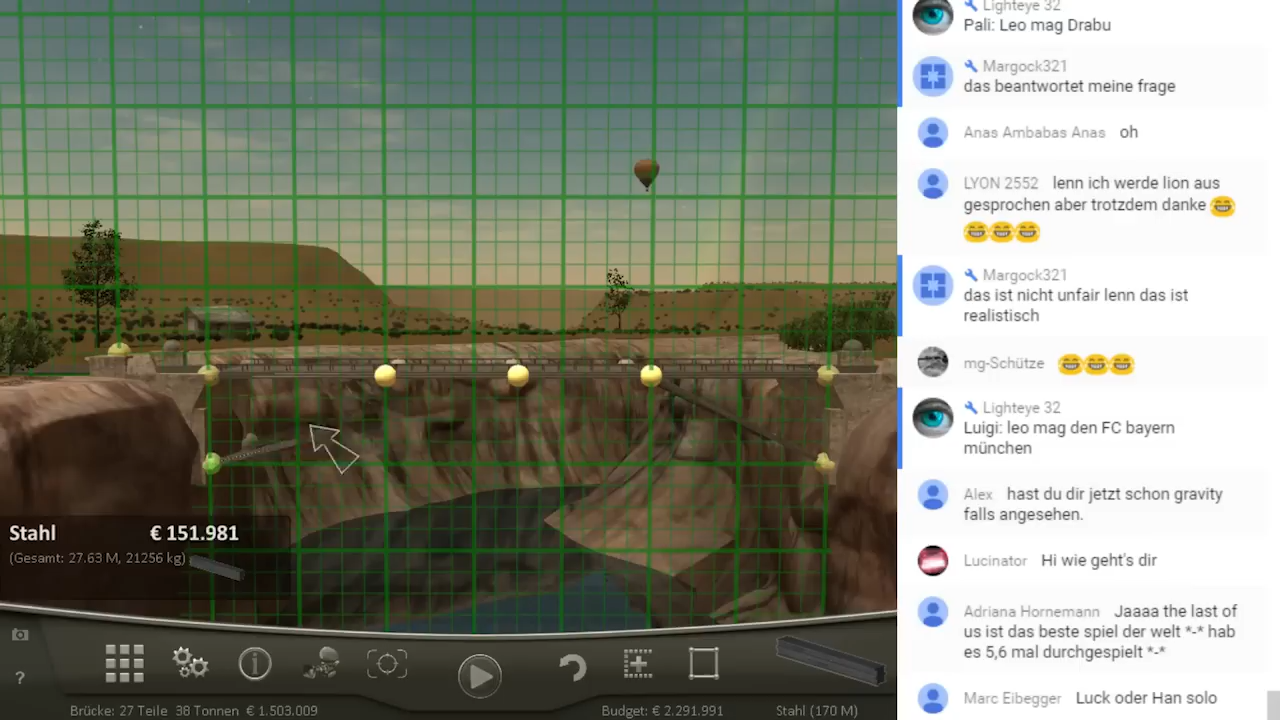 Stahl € 151.981
(Gesamt: 27.63 M, 21256 kg)
?
Brücke: 27 Teile 38 Tonnen € 1.503.009
Budget: € 2.291.991
Stahl (170 M)
Lighteye 32
Pali: Leo mag Drabu
Margock321
das beantwortet meine frage
Anas Ambabas Anas oh
LYON 2552 lenn ich werde lion aus
gesprochen aber trotzdem danke
Margock321
das ist nicht unfair lenn das ist
realistisch
mg-Schütze
Lighteye 32
Luigi: leo mag den FC bayern
münchen
Alex hast du dir jetzt schon gravity
falls angesehen.
Lucinator Hi wie geht's dir
Adriana Hornemann Jaaaa the last of
us ist das beste spiel der welt *-* hab
es 5,6 mal durchgespielt *-*
Marc Eibegger Luck oder Han solo